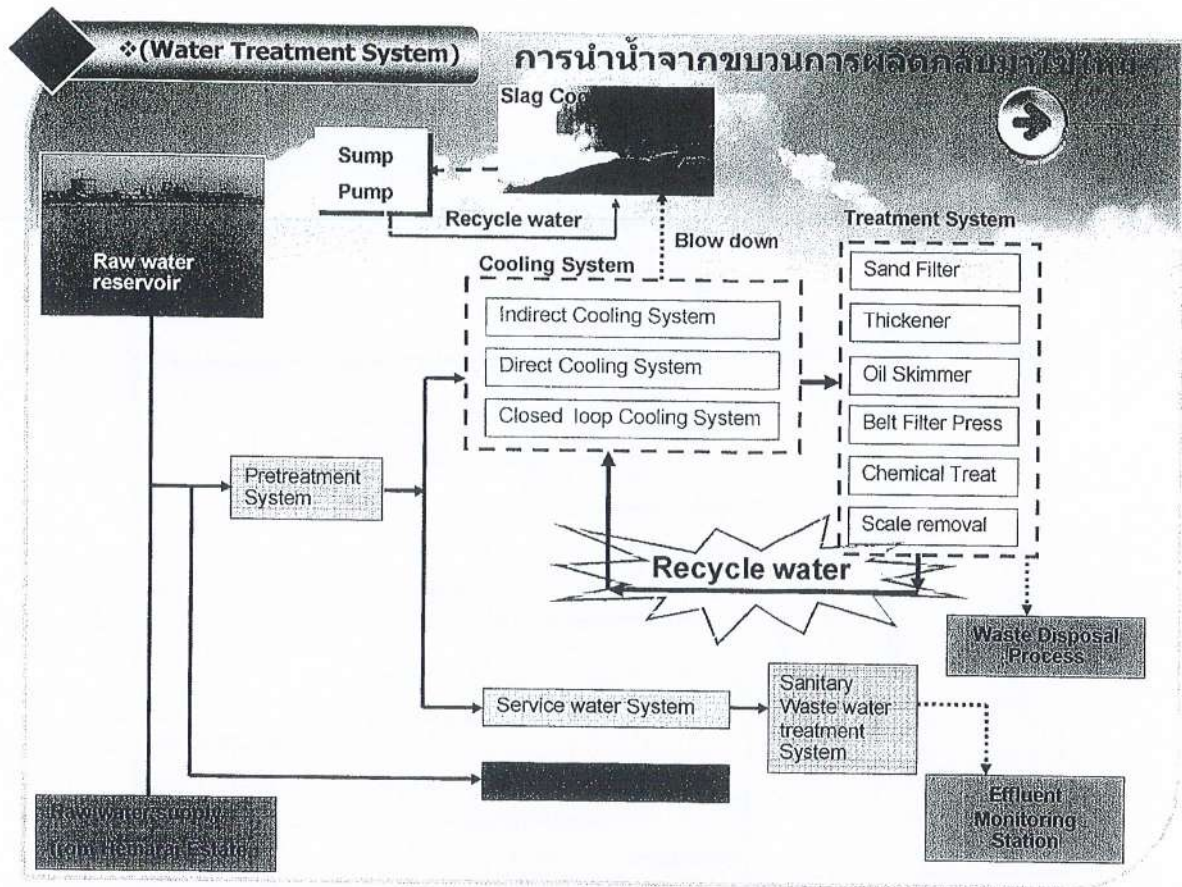 ❖(Water Treatment System)
การนำน้ำจากขบวนการผลิตกลับมาใช้ใหม่
Slag Coo
Sump
Pump
Recycle water
Raw water
reservoir
Blow down
Treatment System
Sand Filter
Thickener
Oil Skimmer
Belt Filter Press
Chemical Treat
Scale removal
Cooling System
Indirect Cooling System
Direct Cooling System
Closed loop Cooling System
Pretreatment
System
Recycle water
Waste Disposal
Process
Service water System
Sanitary
Waste water
treatment
System
Effluent
Monitoring
Station
Raw water supply
from Hemaraj Estate